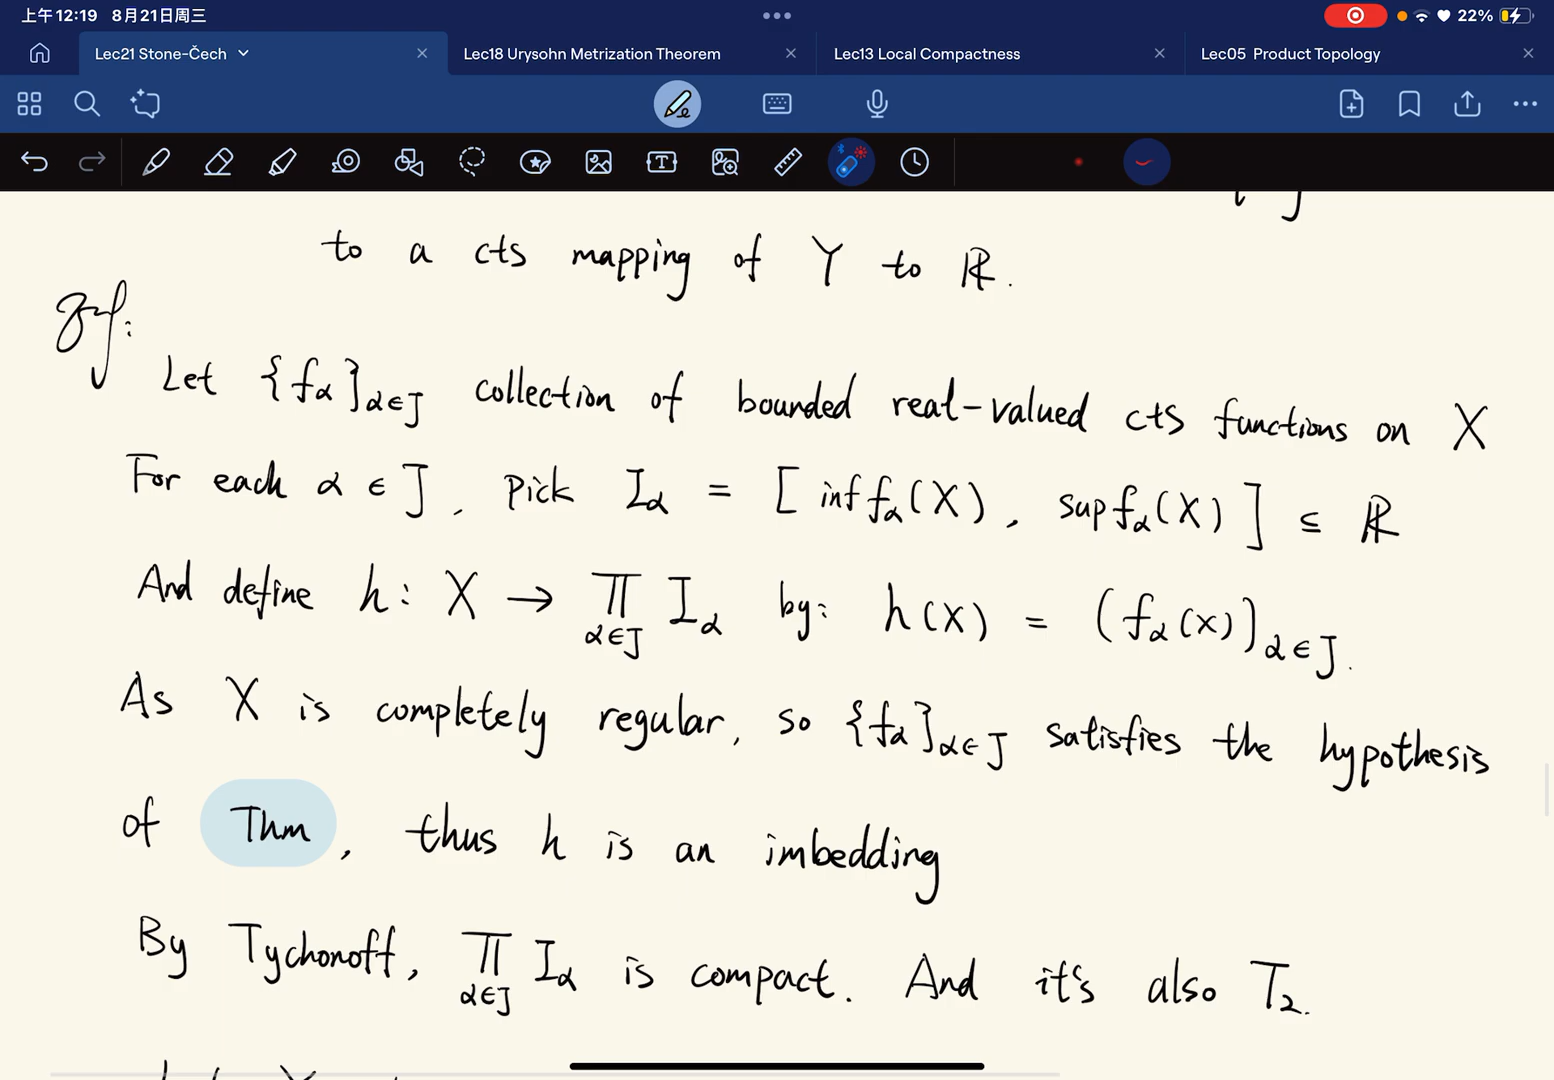 上午12:19 8月21日周三
22%
Lec21 Stone-Čech
Lec18 Urysohn Metrization Theorem
Lec13 Local Compactness
Lec05 Product Topology
to a cts mapping of Y to ℝ.
Pf:
Let {fα}α∈J collection of bounded real-valued cts functions on X
For each α ∈ J, Pick Iα = [inf fα(X), sup fα(X)] ⊆ ℝ
And define h: X → ∏α∈J Iα by: h(x) = (fα(x))α∈J.
As X is completely regular, so {fα}α∈J satisfies the hypothesis
of Thm, thus h is an imbedding
By Tychonoff, ∏α∈J Iα is compact. And it's also T₂.